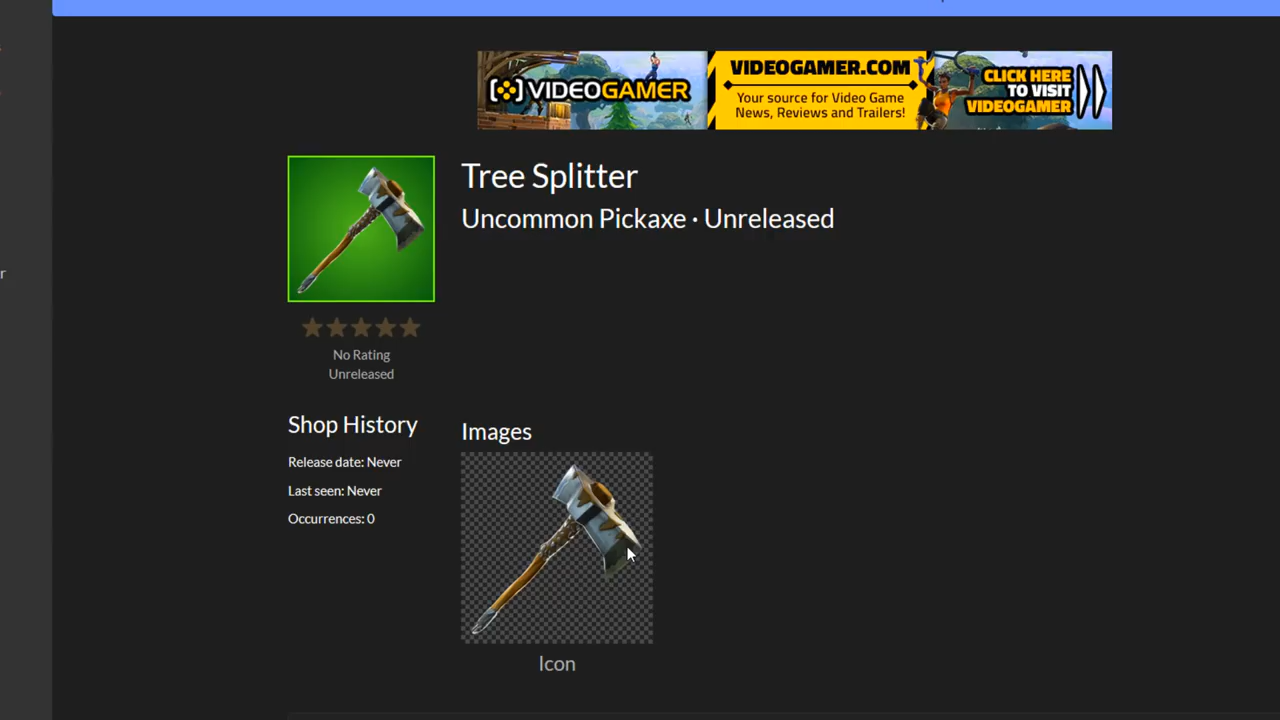 [VIDEOGAMER
VIDEOGAMER.COM
Your source for Video Game
News, Reviews and Trailers!
CLICK HERE
TO VISIT
VIDEOGAMER
Tree Splitter
Uncommon Pickaxe · Unreleased
No Rating
Unreleased
Shop History
Release date: Never
Last seen: Never
Occurrences: 0
Images
Icon
r